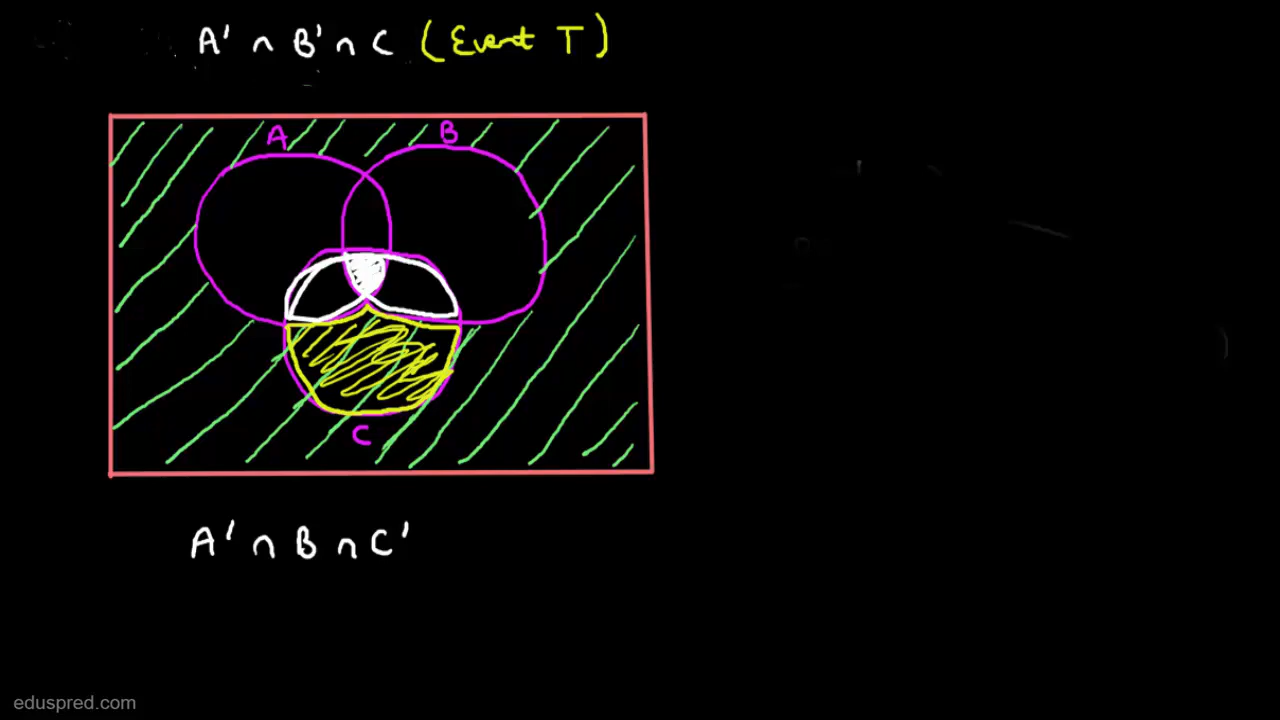 A' ∩ B' ∩ C (Event T)
A
B
C
A' ∩ B ∩ C'
eduspred.com